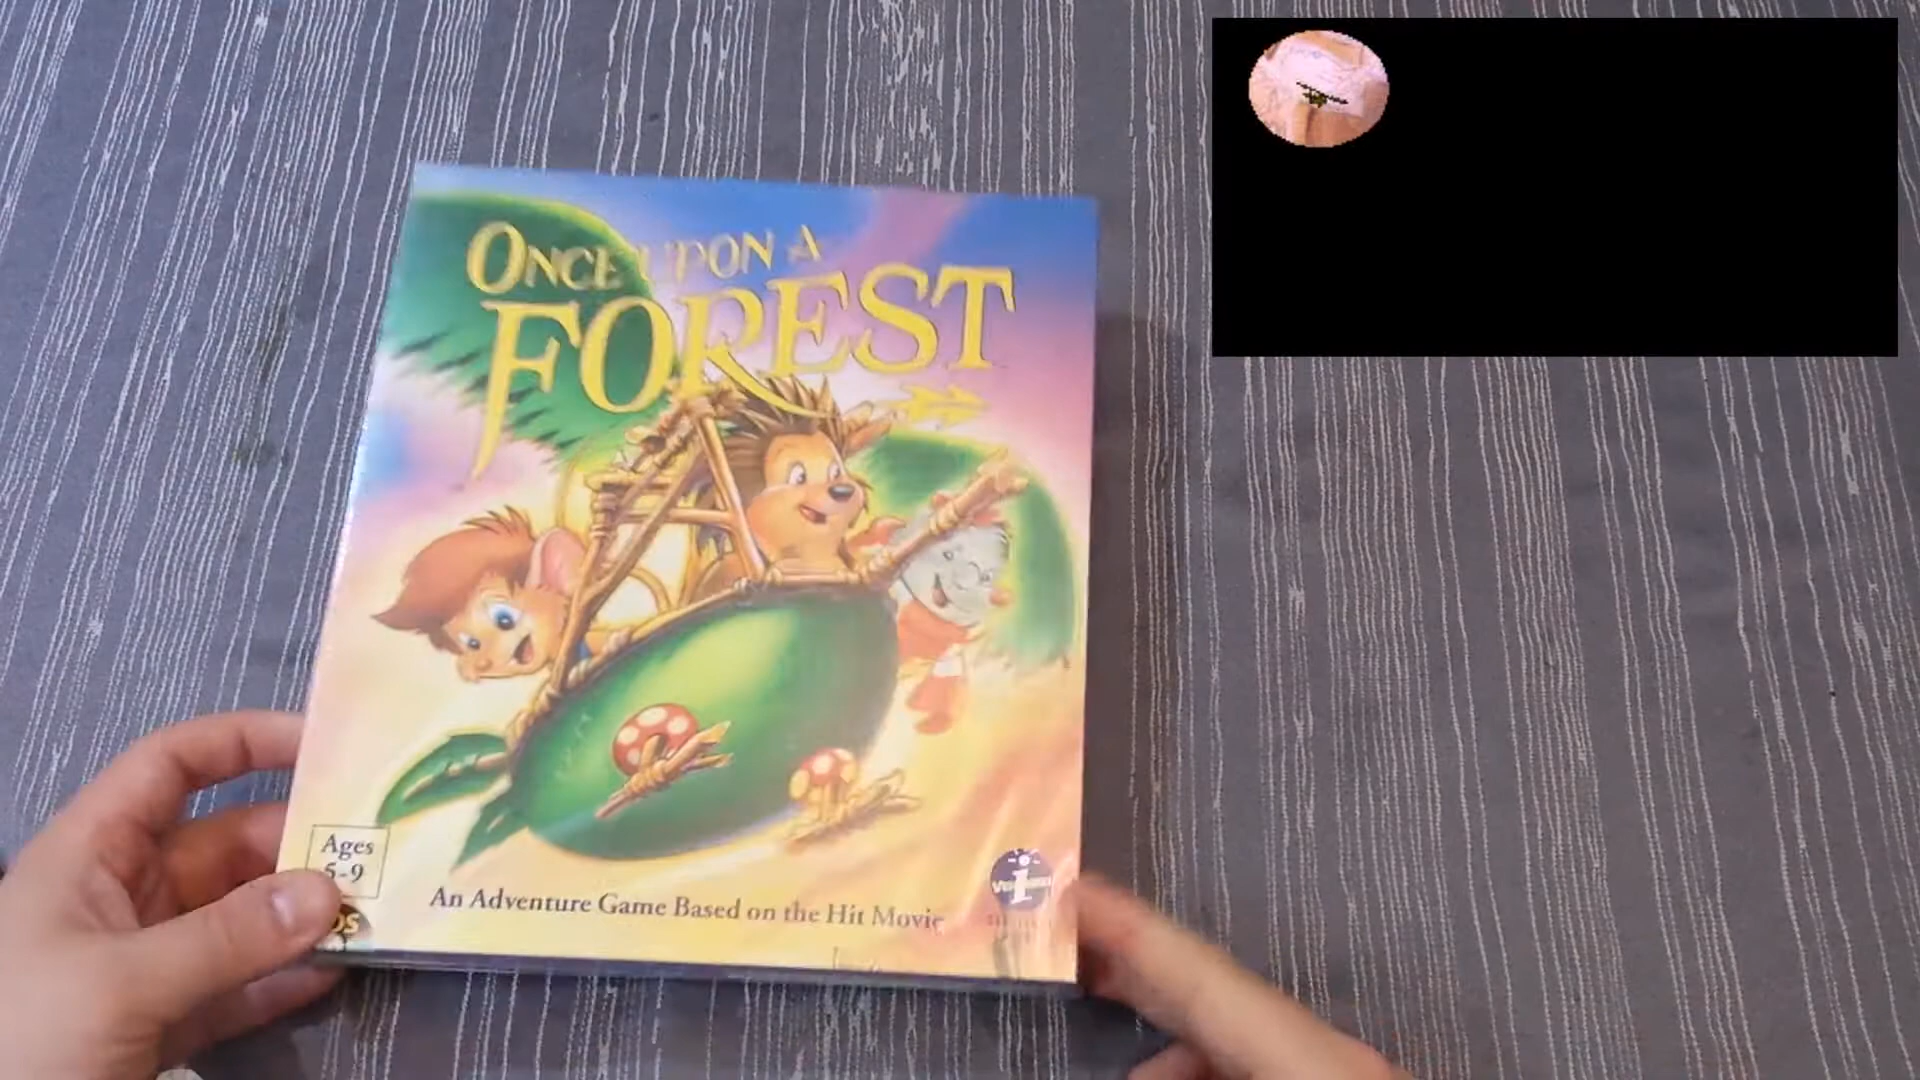 ONCE UPON A
FOREST
Ages
5-9
An Adventure Game Based on the Hit Movie